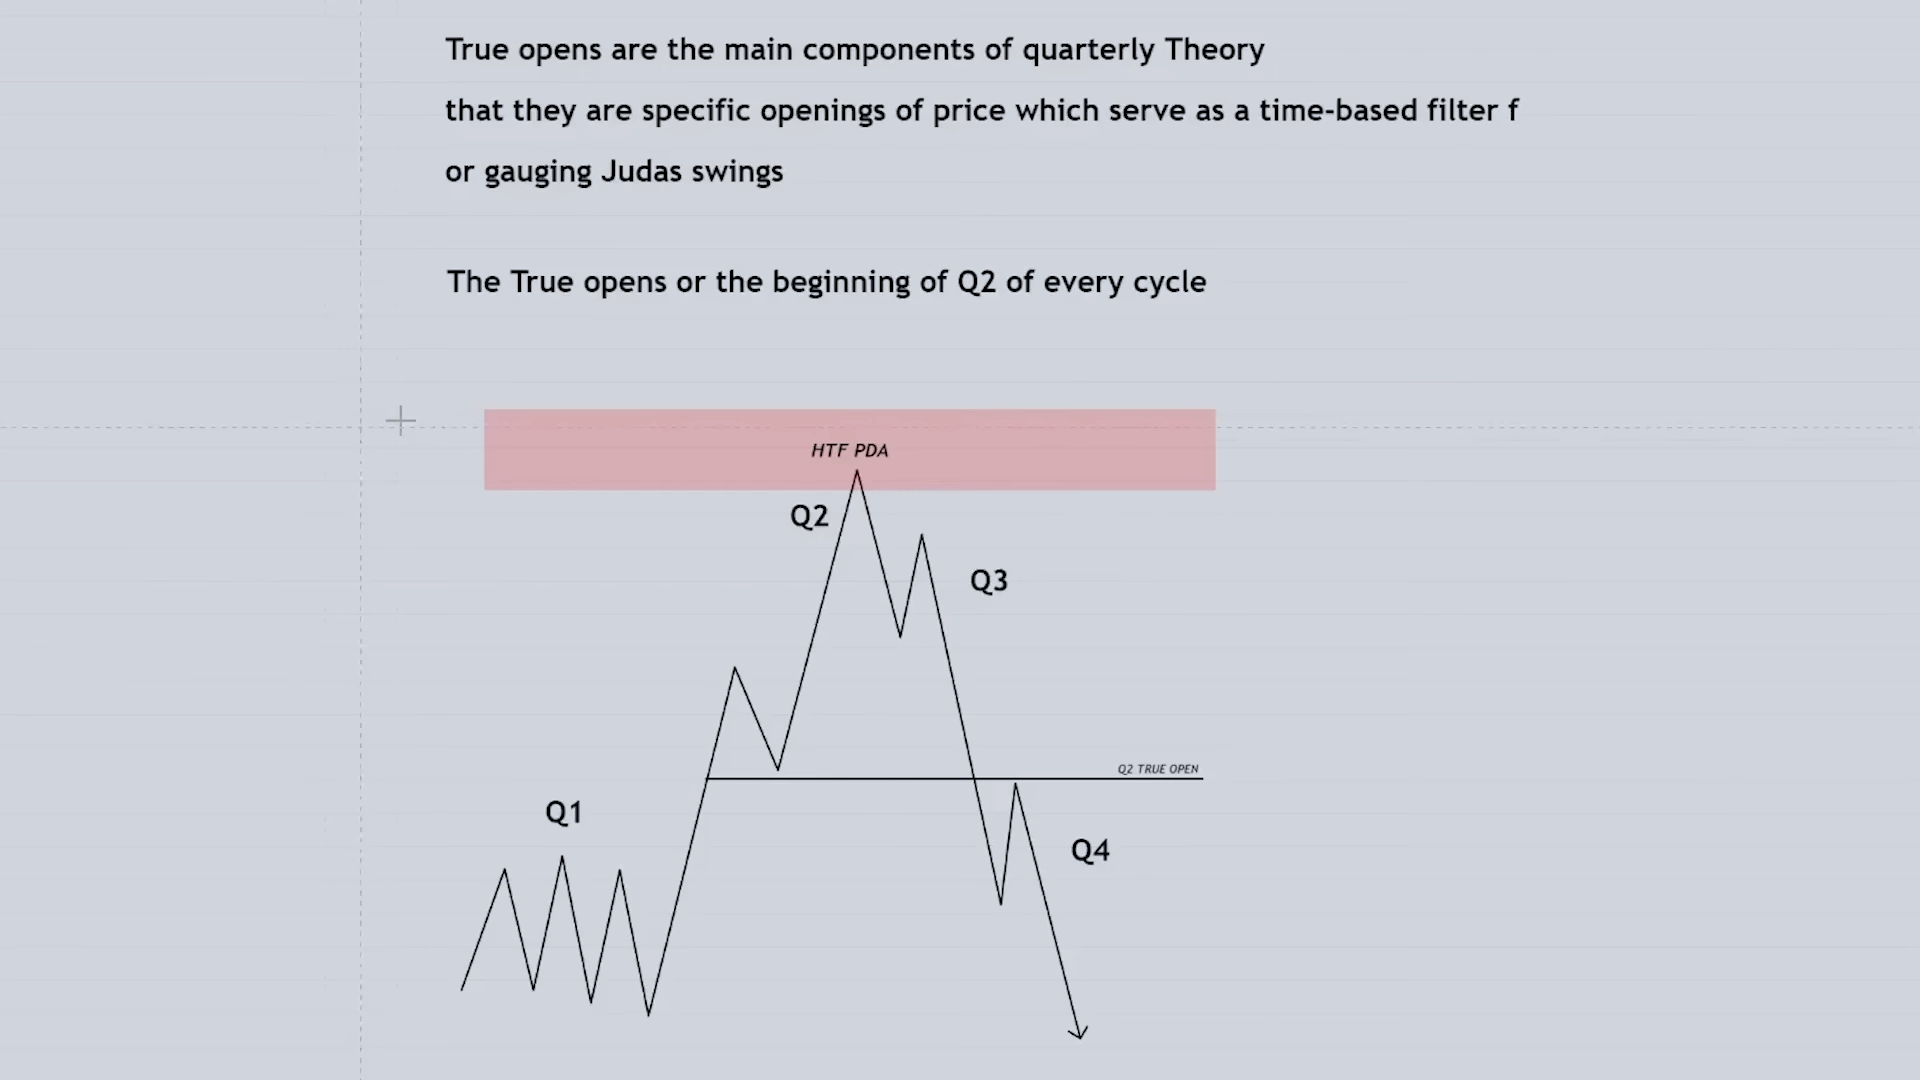 True opens are the main components of quarterly Theory
that they are specific openings of price which serve as a time-based filter f
or gauging Judas swings
The True opens or the beginning of Q2 of every cycle
HTF PDA
Q2
Q3
Q2 TRUE OPEN
Q1
Q4